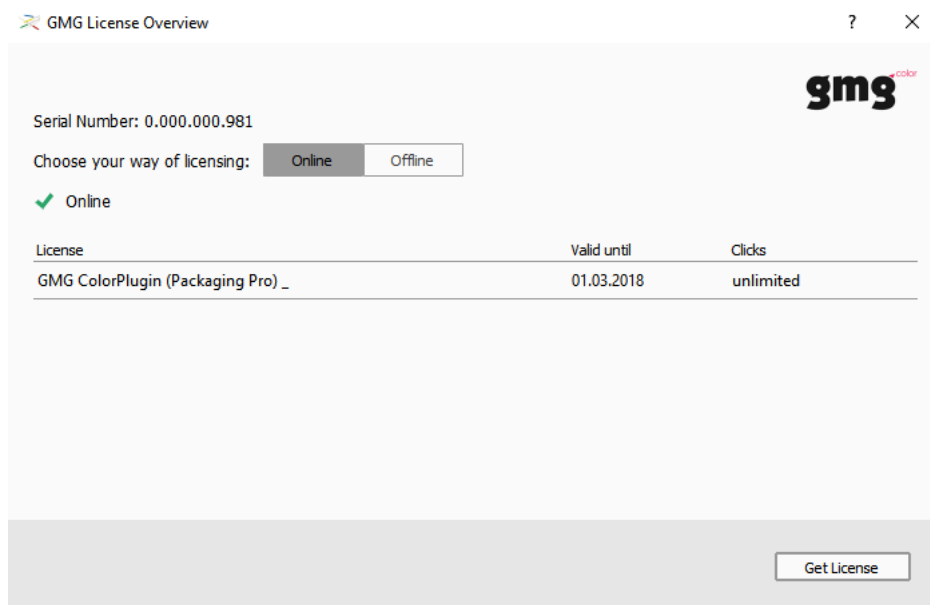 GMG License Overview ?
gmg color
Serial Number: 0.000.000.981
Choose your way of licensing: Online Offline
Online
License Valid until Clicks
GMG ColorPlugin (Packaging Pro) _ 01.03.2018 unlimited
Get License